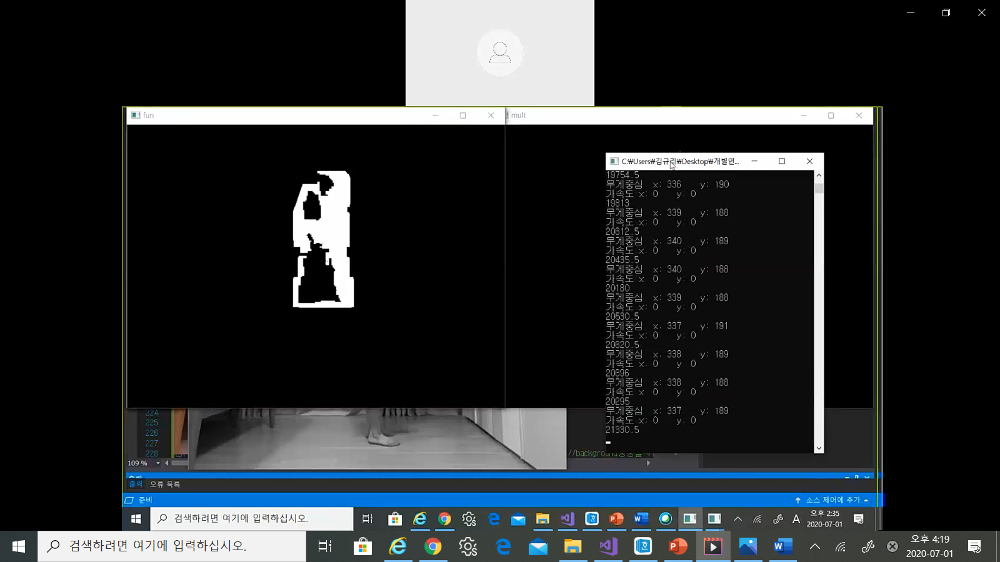 fun
mult
C:₩Users₩김규리₩Desktop₩개별연...
19754.5
무게중심 x: 336 y: 190
가속도 x: 0 y: 0
19813
무게중심 x. 339 y: 188
가속도 x: 0 y: 0
20312.5
무게중심 x. 340 y: 189
가속도 x. 0 y: 0
20435.5
무게중심 x: 340 y: 188
가속도 x 0 y: 0
20180
무게중심 x: 339 y: 188
가속도 x: 0 y: 0
20530.5
무게중심 x. 337 y: 191
가속도 x: 0 y: 0
20320.5
무게중심 x: 338 y: 189
가속도 x. 0 y 0
20396
무게중심 x: 338 y: 188
가속도 x 0 y: 0
20295
무게중심 x: 337 y: 189
가속도 x: 0 y: 0
21330.5
224
225
226
227
228
//background
109 %
출력 오류 목록
준비
소스 제어에 추가
검색하려면 여기에 입력하십시오.
A
오후 2:35
2020-07-01
검색하려면 여기에 입력하십시오.
오후 4:19
2020-07-01